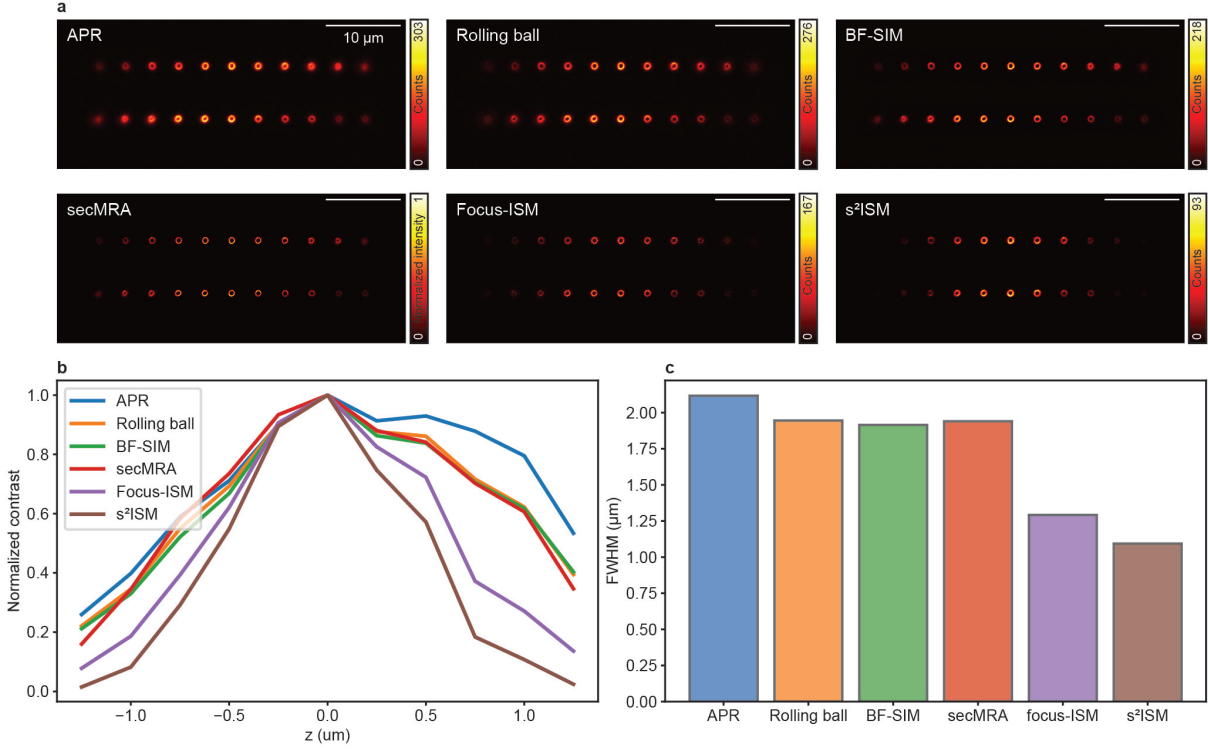 a
APR
10 µm
303
Counts
0
Rolling ball
276
Counts
0
BF-SIM
218
Counts
0
secMRA
1
Normalized intensity
0
Focus-ISM
167
Counts
0
s²ISM
93
Counts
0
b
Normalized contrast
1.0
0.8
0.6
0.4
0.2
0.0
APR
Rolling ball
BF-SIM
secMRA
Focus-ISM
s²ISM
−1.0
−0.5
0.0
0.5
1.0
z (um)
c
FWHM (µm)
2.00
1.75
1.50
1.25
1.00
0.75
0.50
0.25
0.00
APR
Rolling ball
BF-SIM
secMRA
focus-ISM
s²ISM